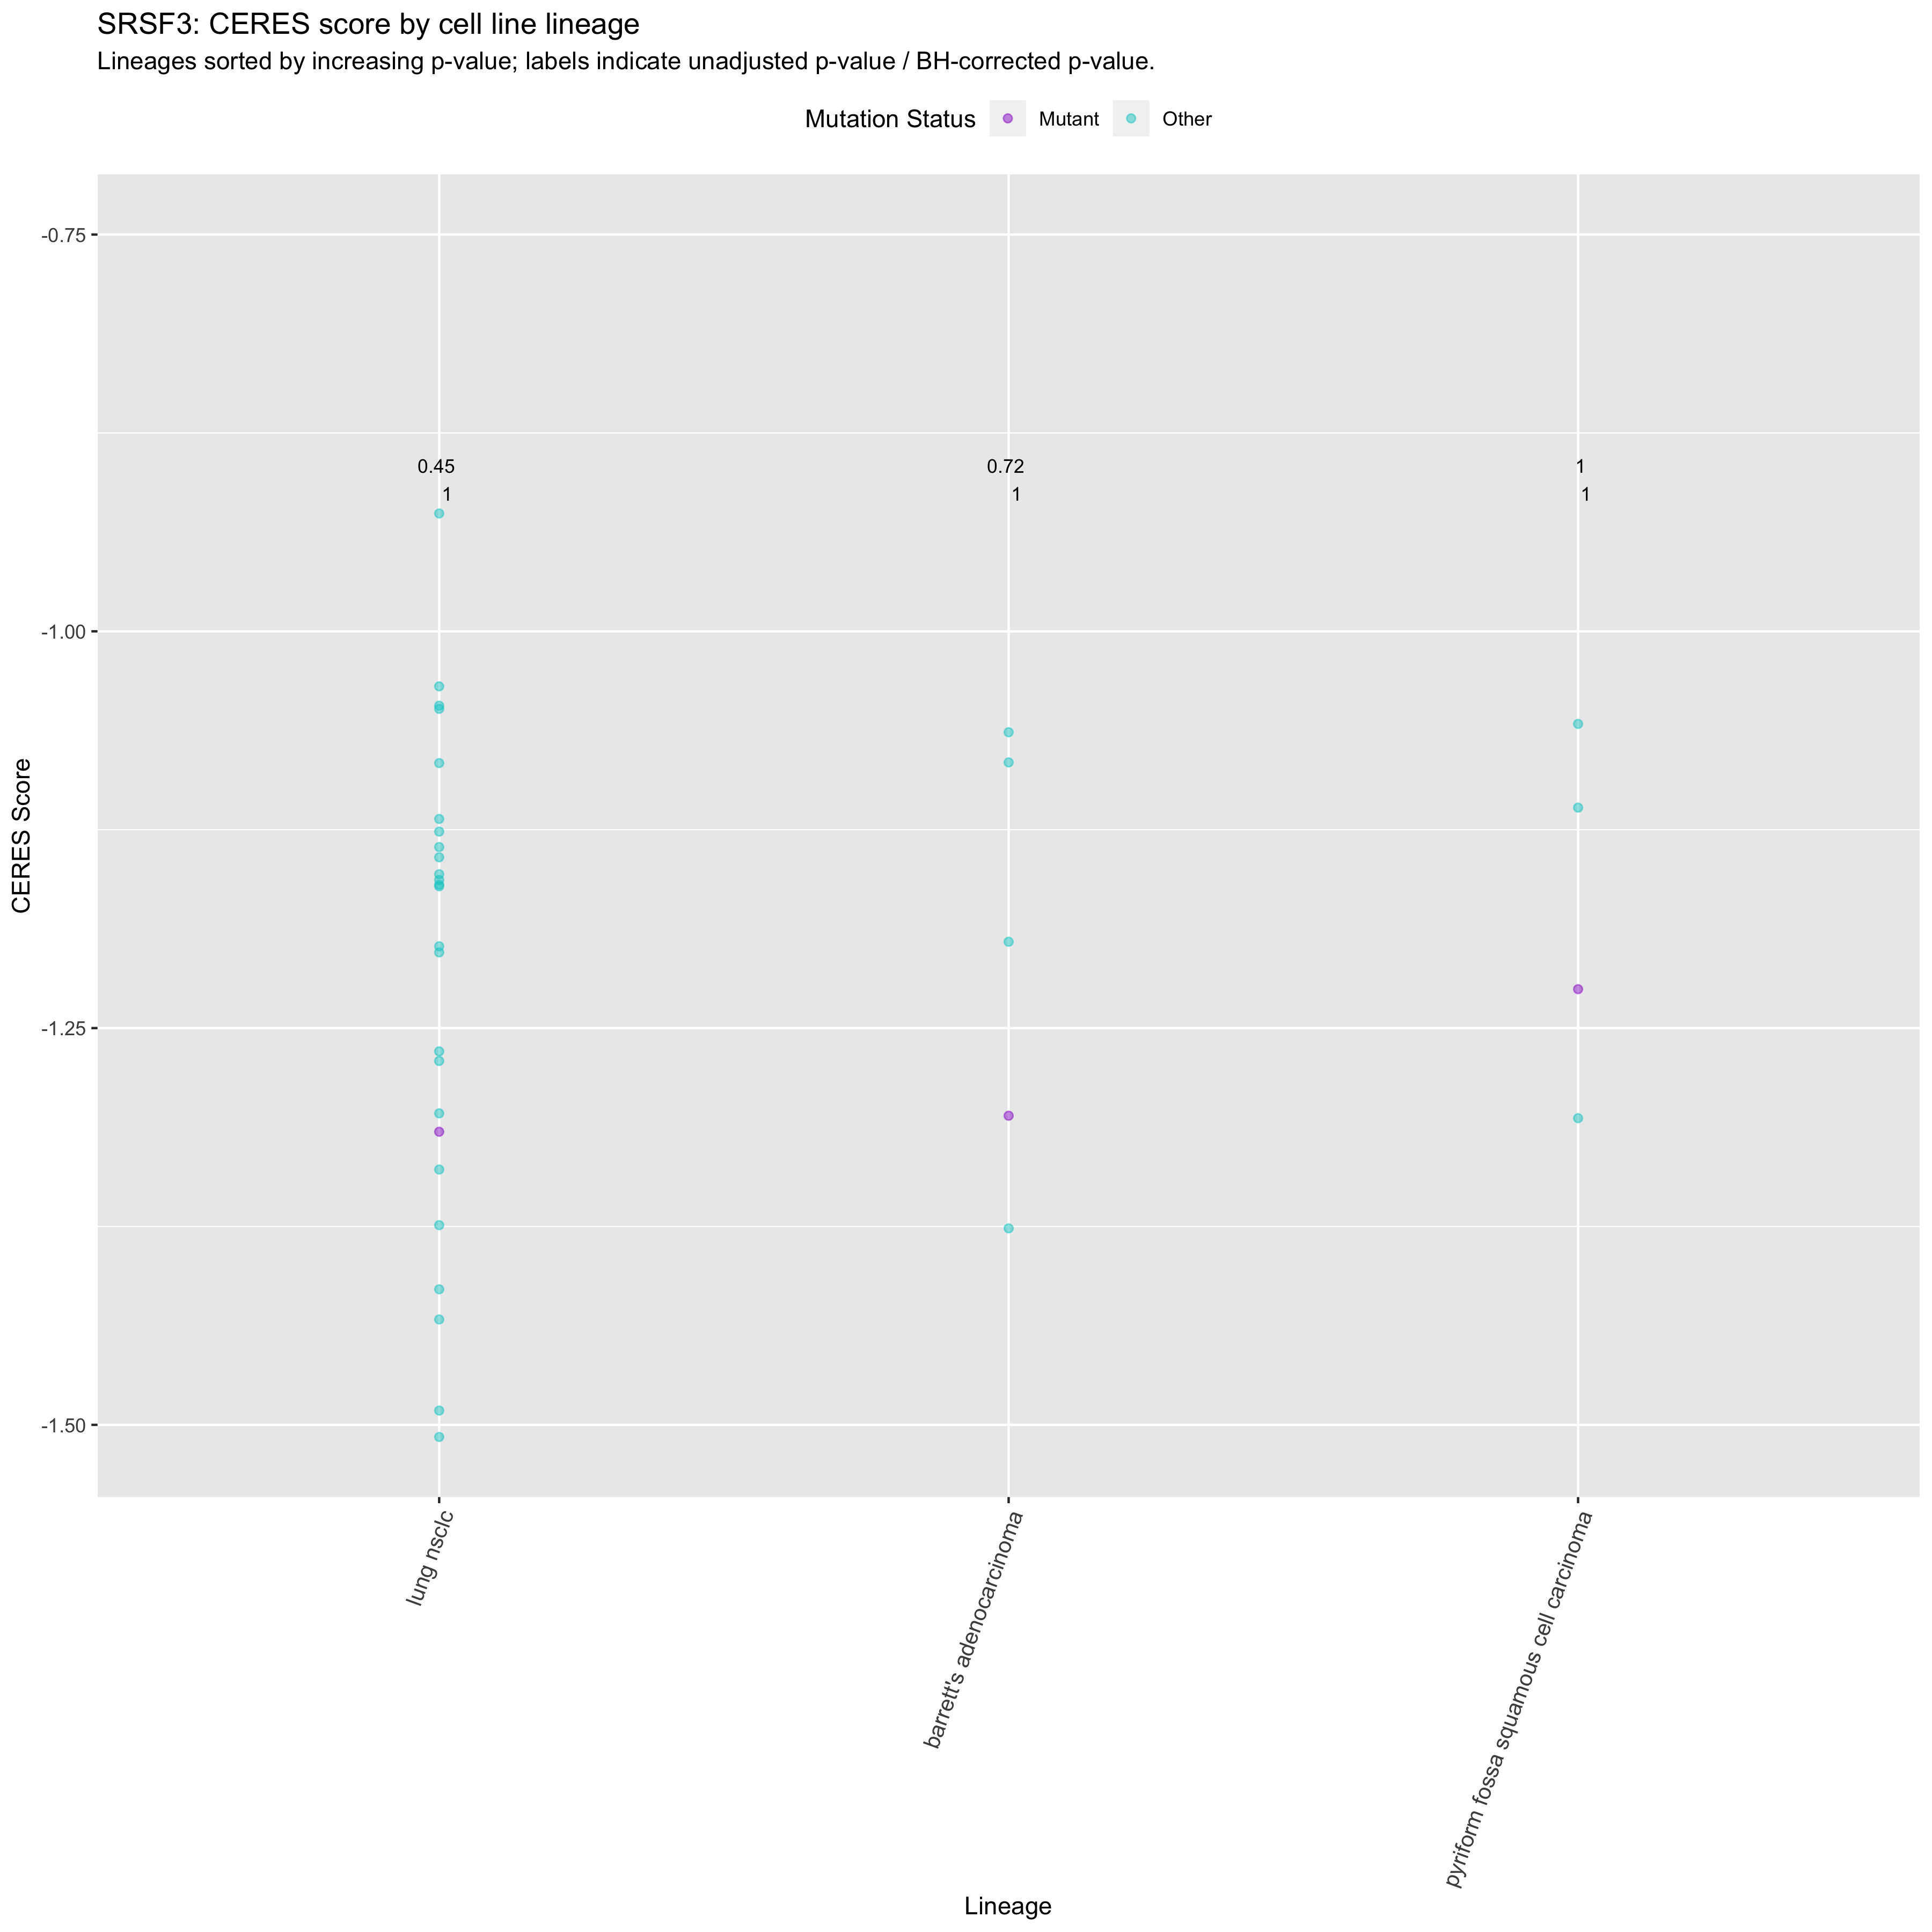 SRSF3: CERES score by cell line lineage
Lineages sorted by increasing p-value; labels indicate unadjusted p-value / BH-corrected p-value.
Mutation Status
Mutant
Other
CERES Score
-0.75
-1.00
-1.25
-1.50
0.45
1
0.72
1
1
1
lung nsclc
barrett's adenocarcinoma
pyriform fossa squamous cell carcinoma
Lineage